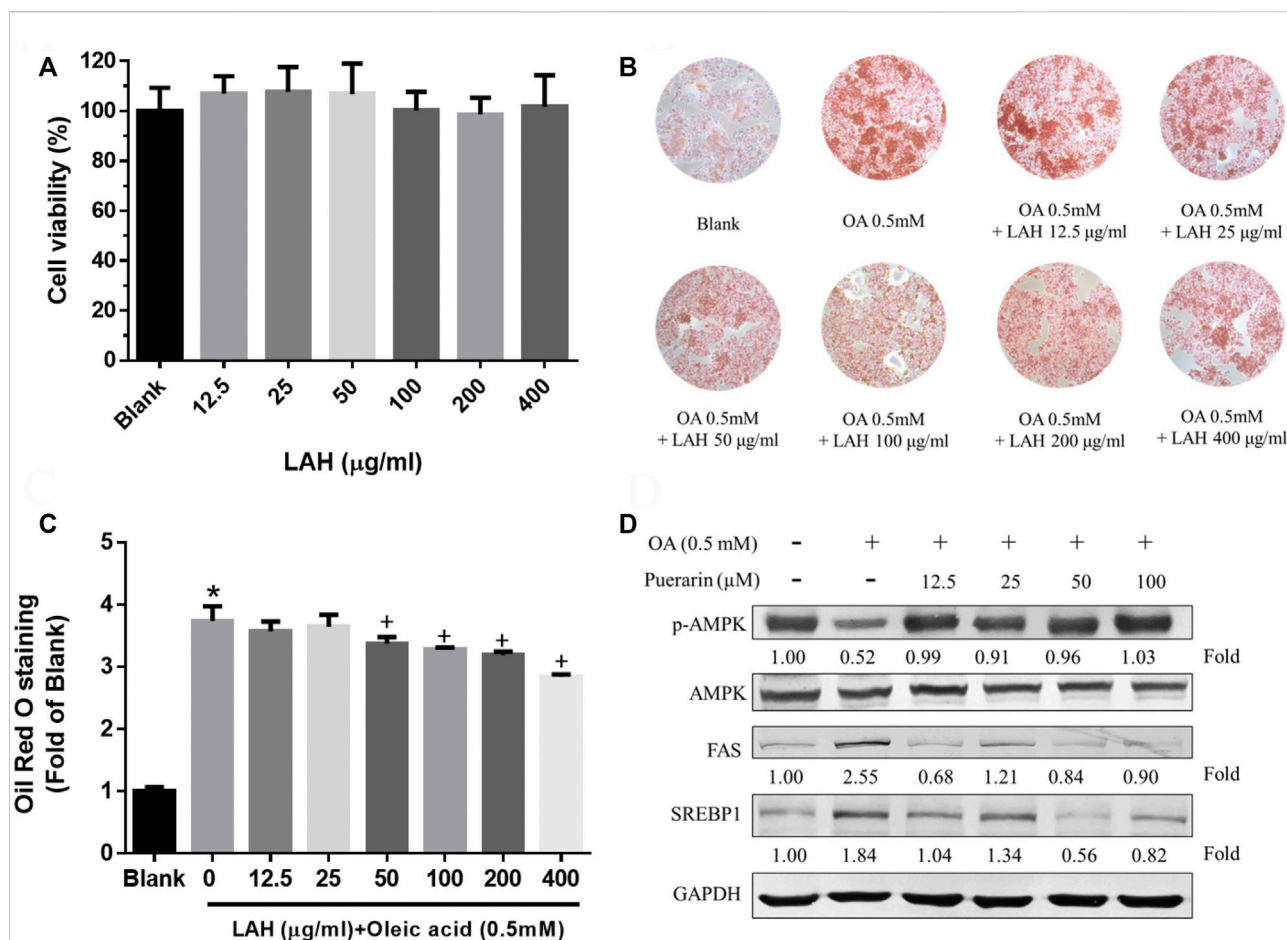 A
Cell viability (%)
120
100
80
60
40
20
0
Blank
12.5
25
50
100
200
400
LAH (μg/ml)
B
Blank
OA 0.5mM
OA 0.5mM
+ LAH 12.5 μg/ml
OA 0.5mM
+ LAH 25 μg/ml
OA 0.5mM
+ LAH 50 μg/ml
OA 0.5mM
+ LAH 100 μg/ml
OA 0.5mM
+ LAH 200 μg/ml
OA 0.5mM
+ LAH 400 μg/ml
C
C
Oil Red O staining
(Fold of Blank)
5
4
3
2
1
0
*
+
+
+
+
Blank 0 12.5 25 50 100 200 400
LAH (μg/ml)+Oleic acid (0.5mM)
D
D
OA (0.5 mM) - + + + + +
Puerarin (μM) - - 12.5 25 50 100
p-AMPK
1.00 0.52 0.99 0.91 0.96 1.03 Fold
AMPK
FAS
1.00 2.55 0.68 1.21 0.84 0.90 Fold
SREBP1
1.00 1.84 1.04 1.34 0.56 0.82 Fold
GAPDH